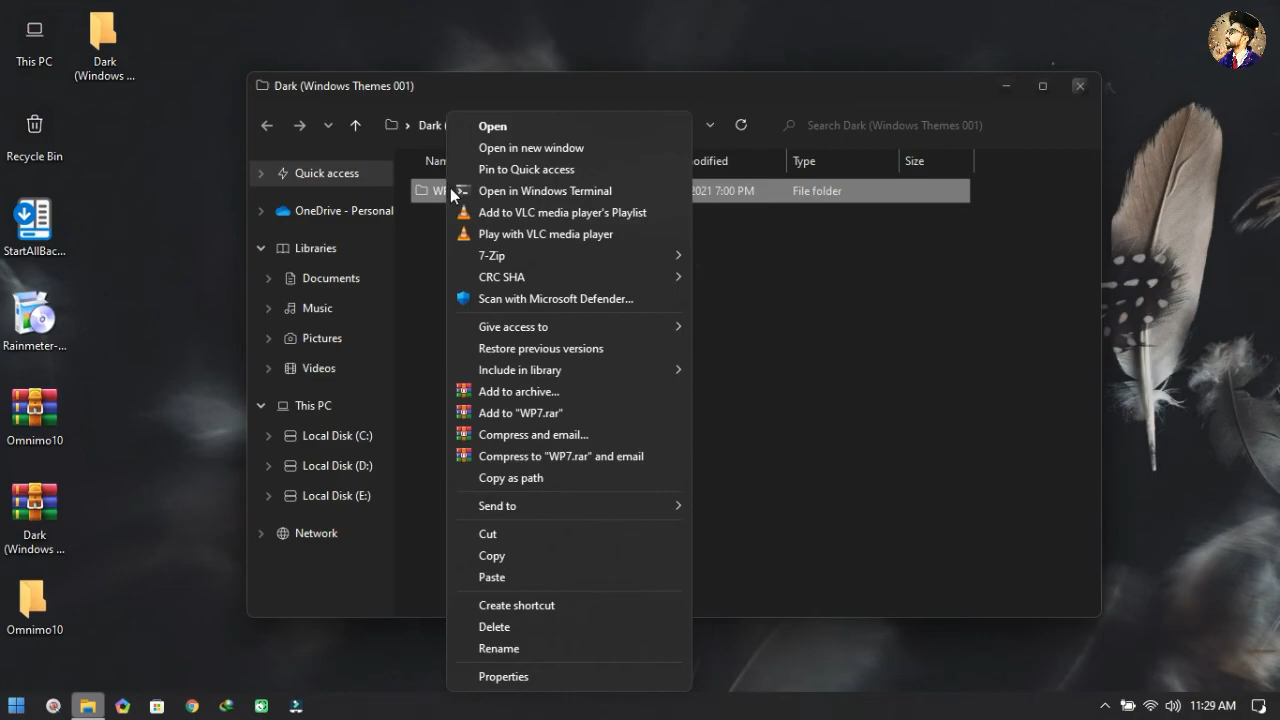 This PC
Dark
(Windows ...
Recycle Bin
StartAllBac...
Rainmeter-...
Omnimo10
Dark
(Windows ...
Omnimo10
Dark (Windows Themes 001)
Dark (
Search Dark (Windows Themes 001)
Nam
odified
Type
Size
WP
2021 7:00 PM
File folder
Quick access
OneDrive - Personal
Libraries
Documents
Music
Pictures
Videos
This PC
Local Disk (C:)
Local Disk (D:)
Local Disk (E:)
Network
Open
Open in new window
Pin to Quick access
Open in Windows Terminal
Add to VLC media player's Playlist
Play with VLC media player
7-Zip
CRC SHA
Scan with Microsoft Defender...
Give access to
Restore previous versions
Include in library
Add to archive...
Add to "WP7.rar"
Compress and email...
Compress to "WP7.rar" and email
Copy as path
Send to
Cut
Copy
Paste
Create shortcut
Delete
Rename
Properties
11:29 AM